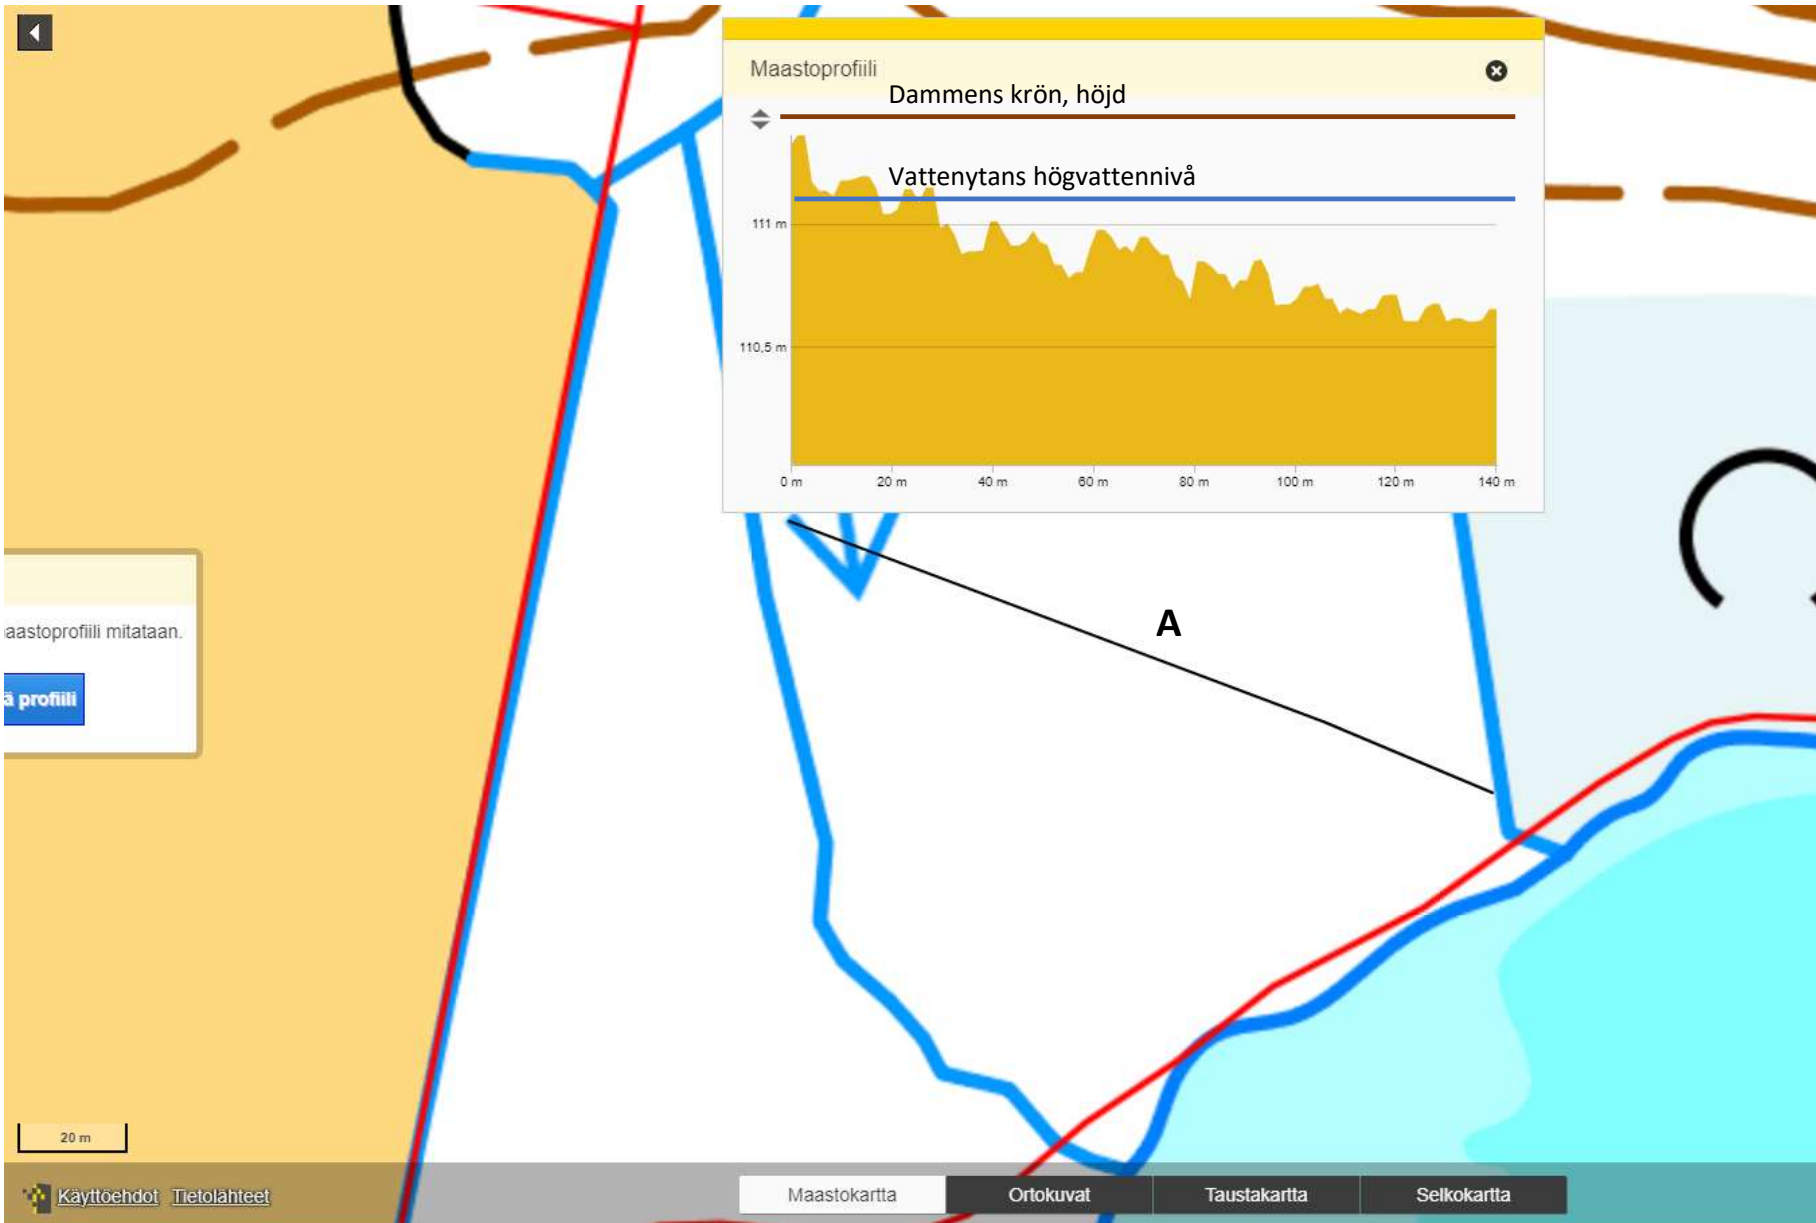 Maastoprofiili
Dammens krön, höjd
Vattenytans högvattennivå
111 m
110,5 m
0 m 20 m 40 m 60 m 80 m 100 m 120 m 140 m
A
aastoprofiili mitataan.
ä profiili
20 m
Käyttöehdot Tietolähteet
Maastokartta Ortokuvat Taustakartta Selkokartta